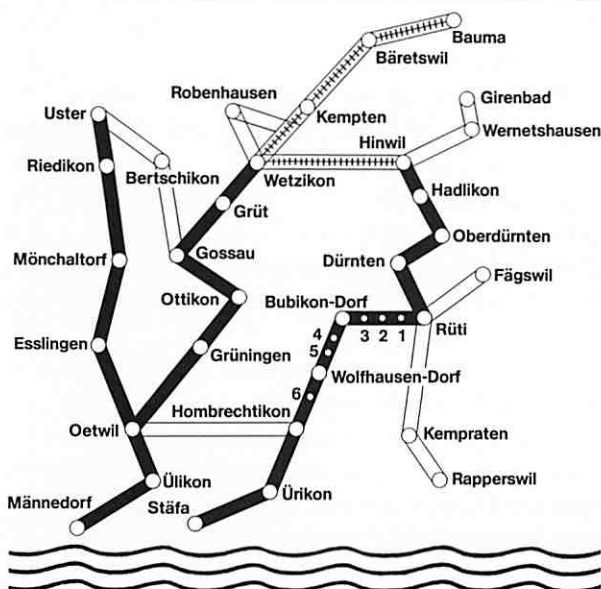 Bauma
Bäretswil
Robenhausen
Girenbad
Uster
Kempten
Wernetshausen
Hinwil
Riedikon
Bertschikon
Wetzikon
Hadlikon
Grüt
Oberdürnten
Mönchaltorf
Gossau
Dürnten
Fägswil
Ottikon
Bubikon-Dorf
4
3 2 1
Rüti
Esslingen
Grüningen
5
Wolfhausen-Dorf
6
Hombrechtikon
Oetwil
Kempraten
Ülikon
Rapperswil
Männedorf
Stäfa
Ürikon